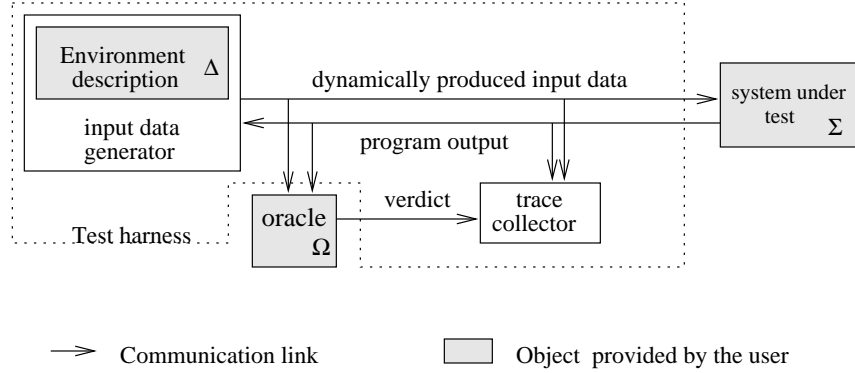 Environment
description
Δ
input data
generator
dynamically produced input data
program output
system under
test
Σ
oracle
Ω
verdict
trace
collector
Test harness
Communication link
Object provided by the user